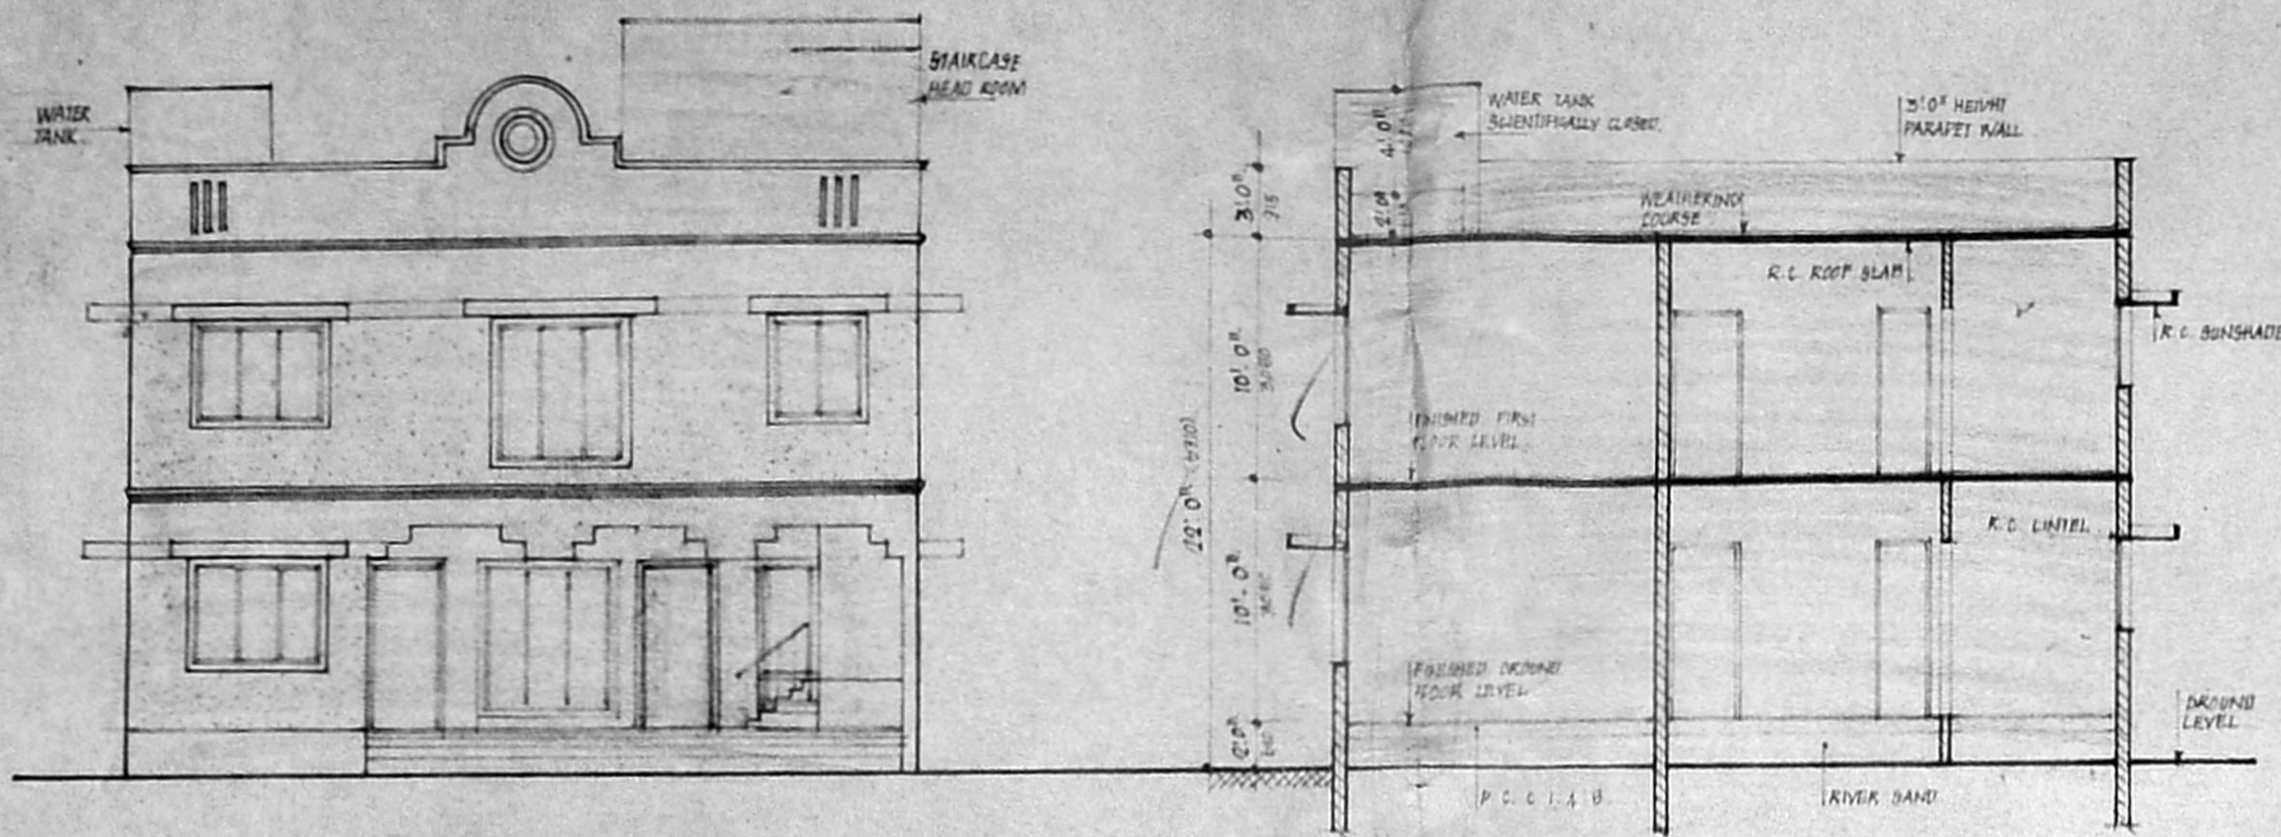 WATER
TANK.
STAIRCASE
HEAD ROOM
WATER TANK
SCIENTIFICALLY CLOSED.
3'.0" HEIGHT
PARAPET WALL
4'.0"
2'.0"
3'.0"
915
WEATHERING
COURSE
R.C. ROOF SLAB
R.C. SUNSHADE
10'.0"
FINISHED FIRST
FLOOR LEVEL.
22'.0" (6710)
R.C. LINTEL
10'-0"
FINISHED GROUND
FLOOR LEVEL
2'.0"
GROUND
LEVEL
P.C.C 1.4.8.
RIVER SAND